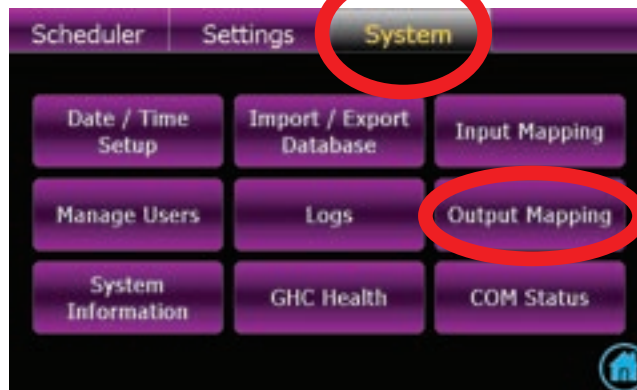 Scheduler Settings System
Date / Time
Setup
Import / Export
Database
Input Mapping
Manage Users
Logs
Output Mapping
System
Information
GHC Health
COM Status